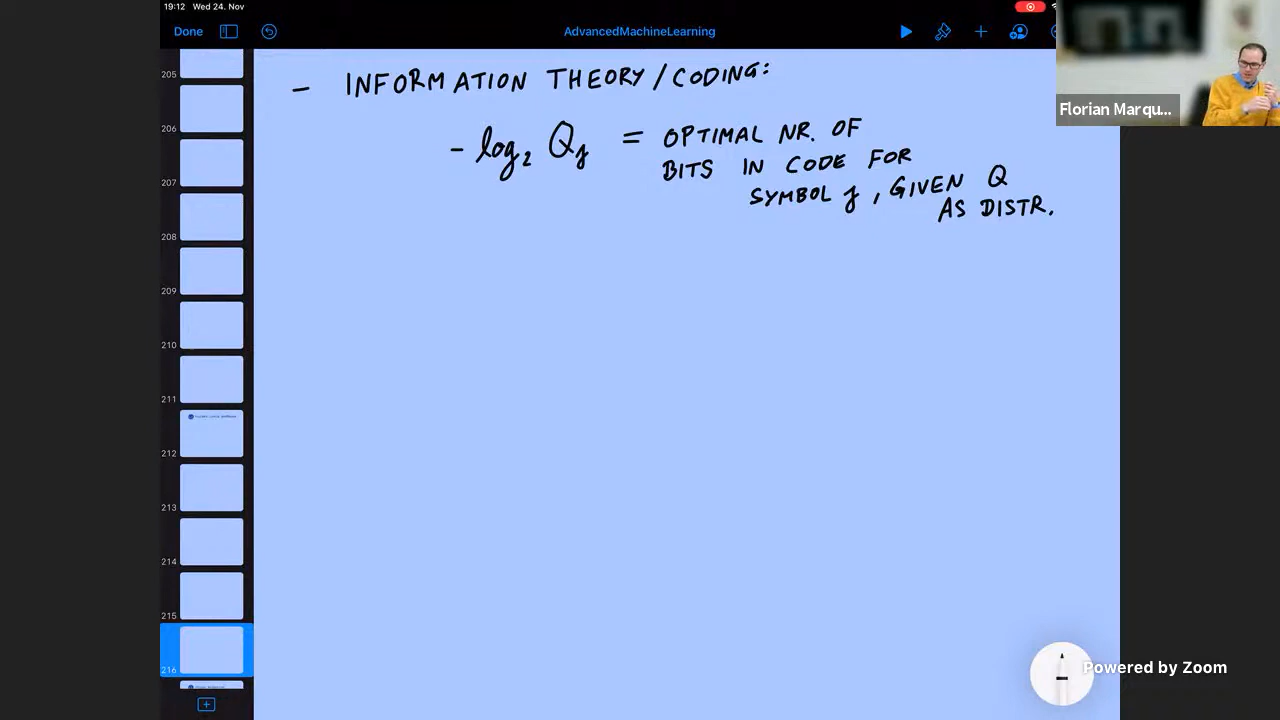 19:12 Wed 24. Nov
Done
AdvancedMachineLearning
Florian Marqu...
- INFORMATION THEORY / CODING:
- log₂ Qⱼ = OPTIMAL NR. OF
BITS IN CODE FOR
SYMBOL j, GIVEN Q
AS DISTR.
205
206
207
208
209
210
211
212
213
214
215
216
Powered by Zoom